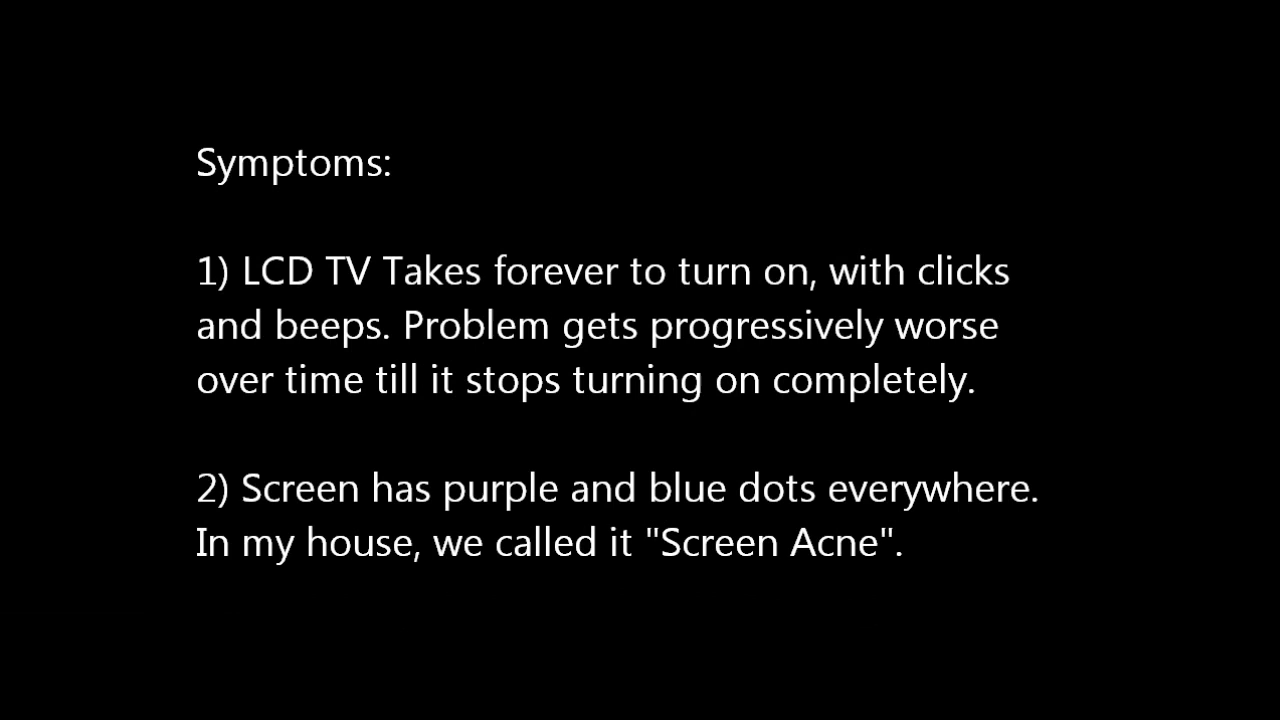 Symptoms:
1) LCD TV Takes forever to turn on, with clicks
and beeps. Problem gets progressively worse
over time till it stops turning on completely.
2) Screen has purple and blue dots everywhere.
In my house, we called it "Screen Acne".